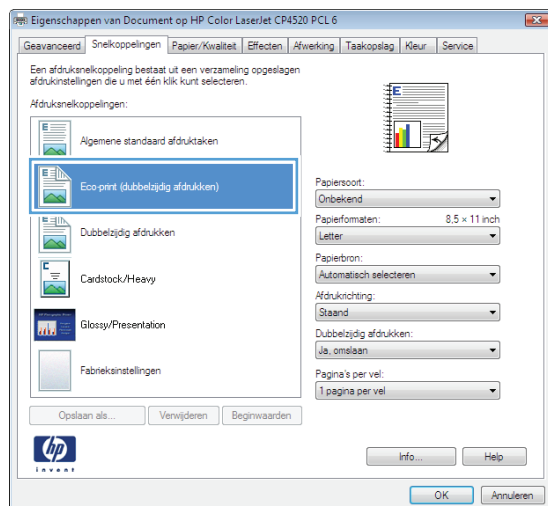 Eigenschappen van Document op HP Color LaserJet CP4520 PCL 6
Geavanceerd Snelkoppelingen Papier/Kwaliteit Effecten Afwerking Taakopslag Kleur Service
Een afdruksnelkoppeling bestaat uit een verzameling opgeslagen
afdrukinstellingen die u met één klik kunt selecteren.
Afdruksnelkoppelingen:
Algemene standaard afdruktaken
Eco-print (dubbelzijdig afdrukken)
Dubbelzijdig afdrukken
Cardstock/Heavy
Glossy/Presentation
Fabrieksinstellingen
Opslaan als... Verwijderen Beginwaarden
Papiersoort:
Onbekend
Papierformaten: 8,5 × 11 inch
Letter
Papierbron:
Automatisch selecteren
Afdrukrichting:
Staand
Dubbelzijdig afdrukken:
Ja, omslaan
Pagina's per vel:
1 pagina per vel
hp
invent
Info... Help
OK Annuleren